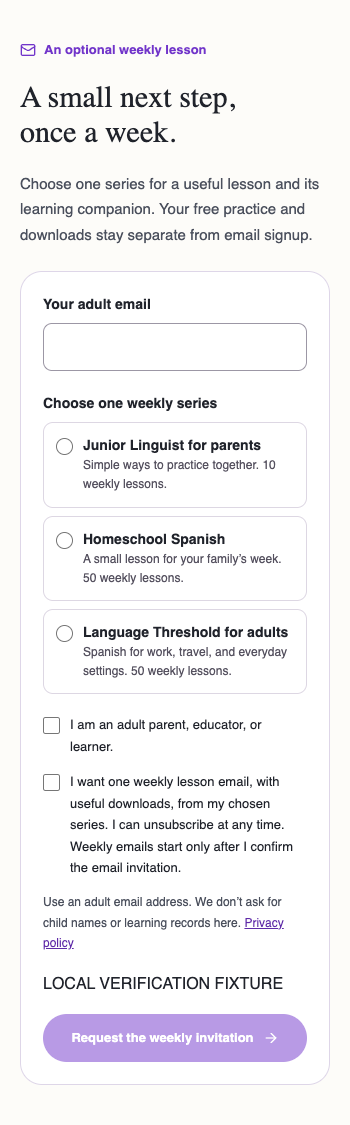 An optional weekly lesson
A small next step,
once a week.
Choose one series for a useful lesson and its
learning companion. Your free practice and
downloads stay separate from email signup.
Your adult email
Choose one weekly series
Junior Linguist for parents
Simple ways to practice together. 10
weekly lessons.
Homeschool Spanish
A small lesson for your family’s week.
50 weekly lessons.
Language Threshold for adults
Spanish for work, travel, and everyday
settings. 50 weekly lessons.
I am an adult parent, educator, or
learner.
I want one weekly lesson email, with
useful downloads, from my chosen
series. I can unsubscribe at any time.
Weekly emails start only after I confirm
the email invitation.
Use an adult email address. We don’t ask for
child names or learning records here. Privacy
policy
LOCAL VERIFICATION FIXTURE
Request the weekly invitation →